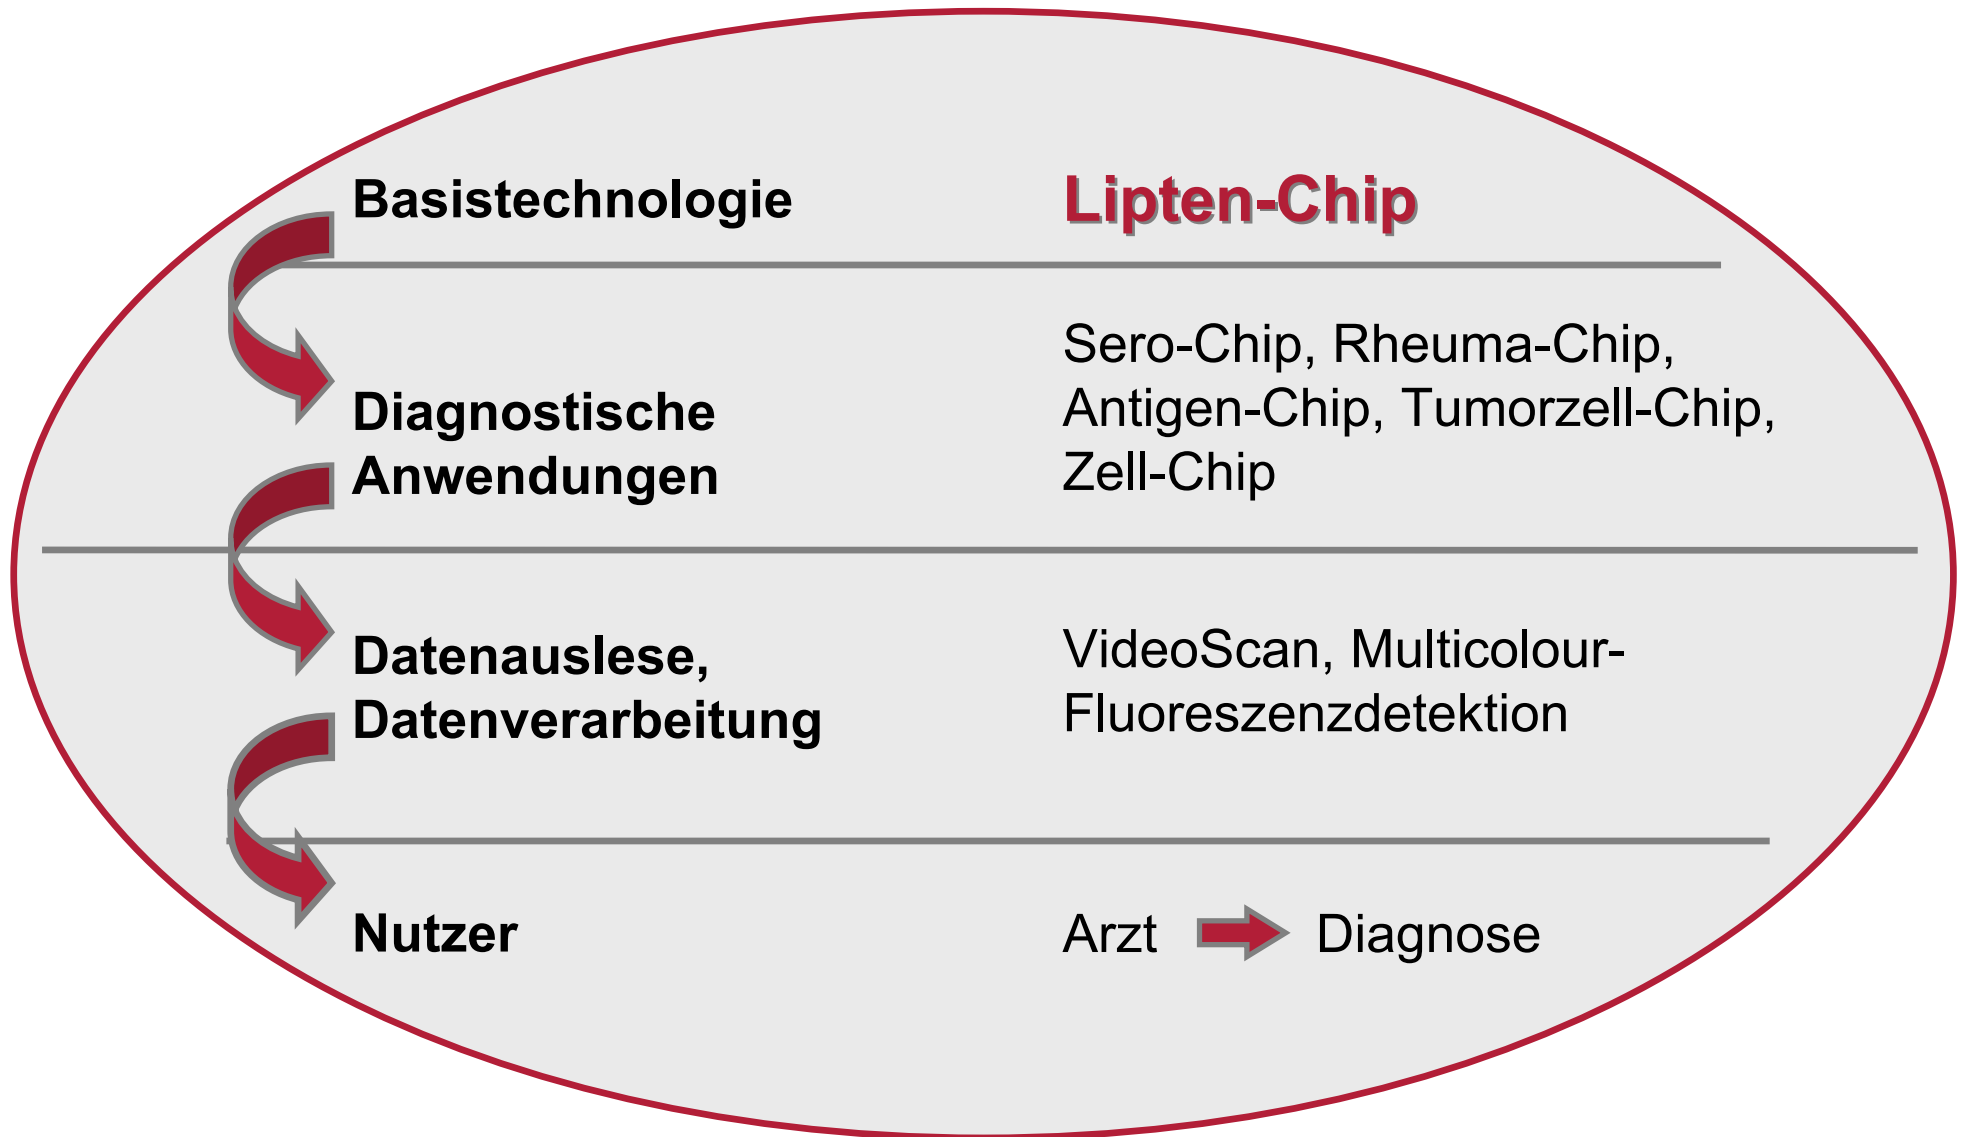 Basistechnologie
Lipten-Chip
Diagnostische
Anwendungen
Sero-Chip, Rheuma-Chip,
Antigen-Chip, Tumorzell-Chip,
Zell-Chip
Datenauslese,
Datenverarbeitung
VideoScan, Multicolour-
Fluoreszenzdetektion
Nutzer
Arzt
Diagnose